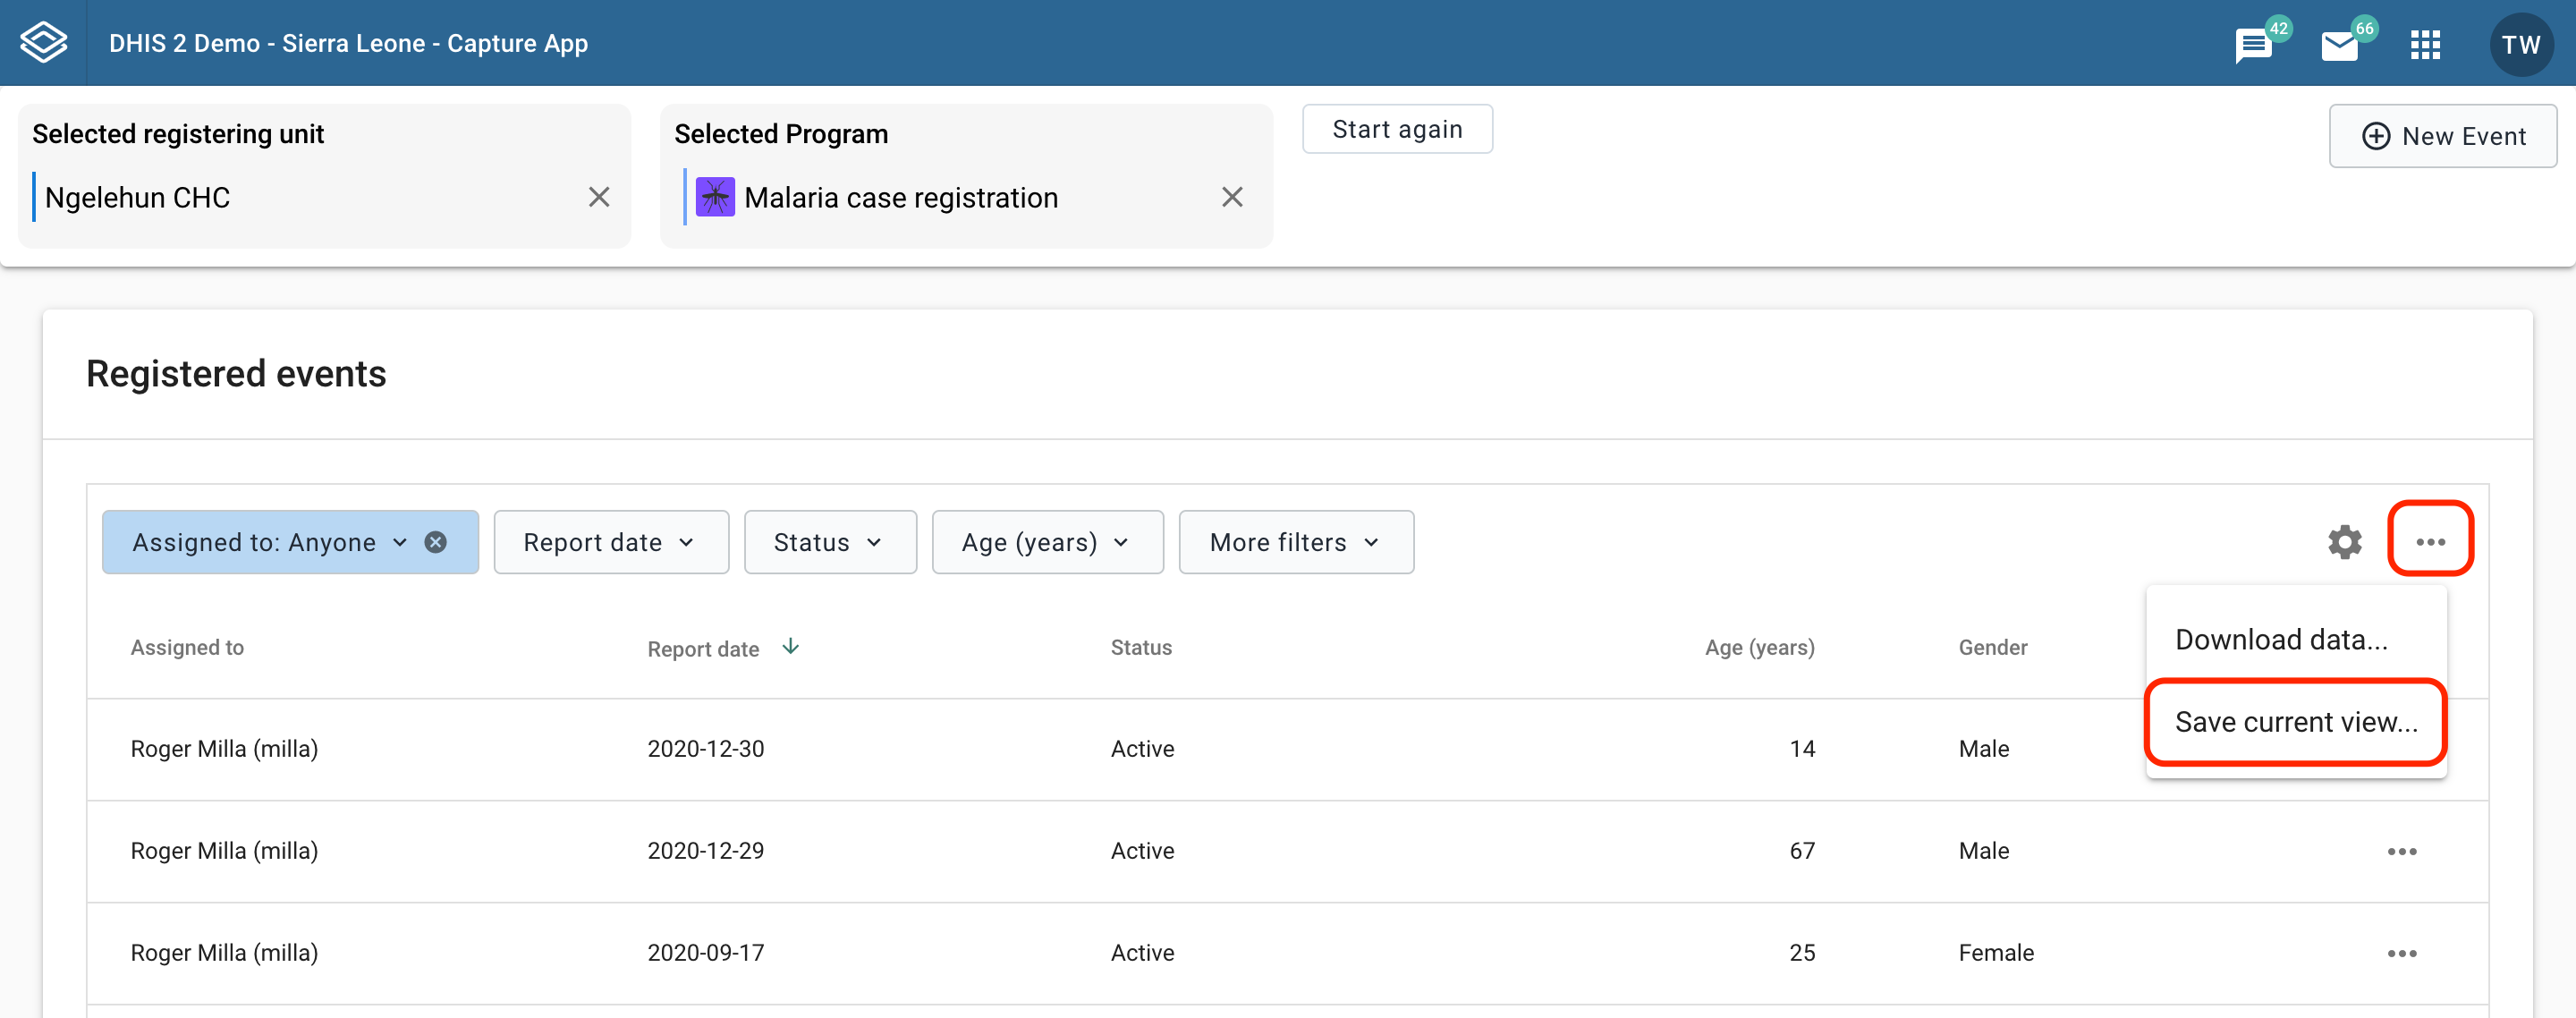 DHIS 2 Demo - Sierra Leone - Capture App
42
66
TW
Selected registering unit
Ngelehun CHC
Selected Program
Malaria case registration
Start again
New Event
Registered events
Assigned to: Anyone
Report date
Status
Age (years)
More filters
Download data...
Save current view...
Assigned to Report date Status Age (years) Gender
Roger Milla (milla) 2020-12-30 Active 14 Male
Roger Milla (milla) 2020-12-29 Active 67 Male
Roger Milla (milla) 2020-09-17 Active 25 Female